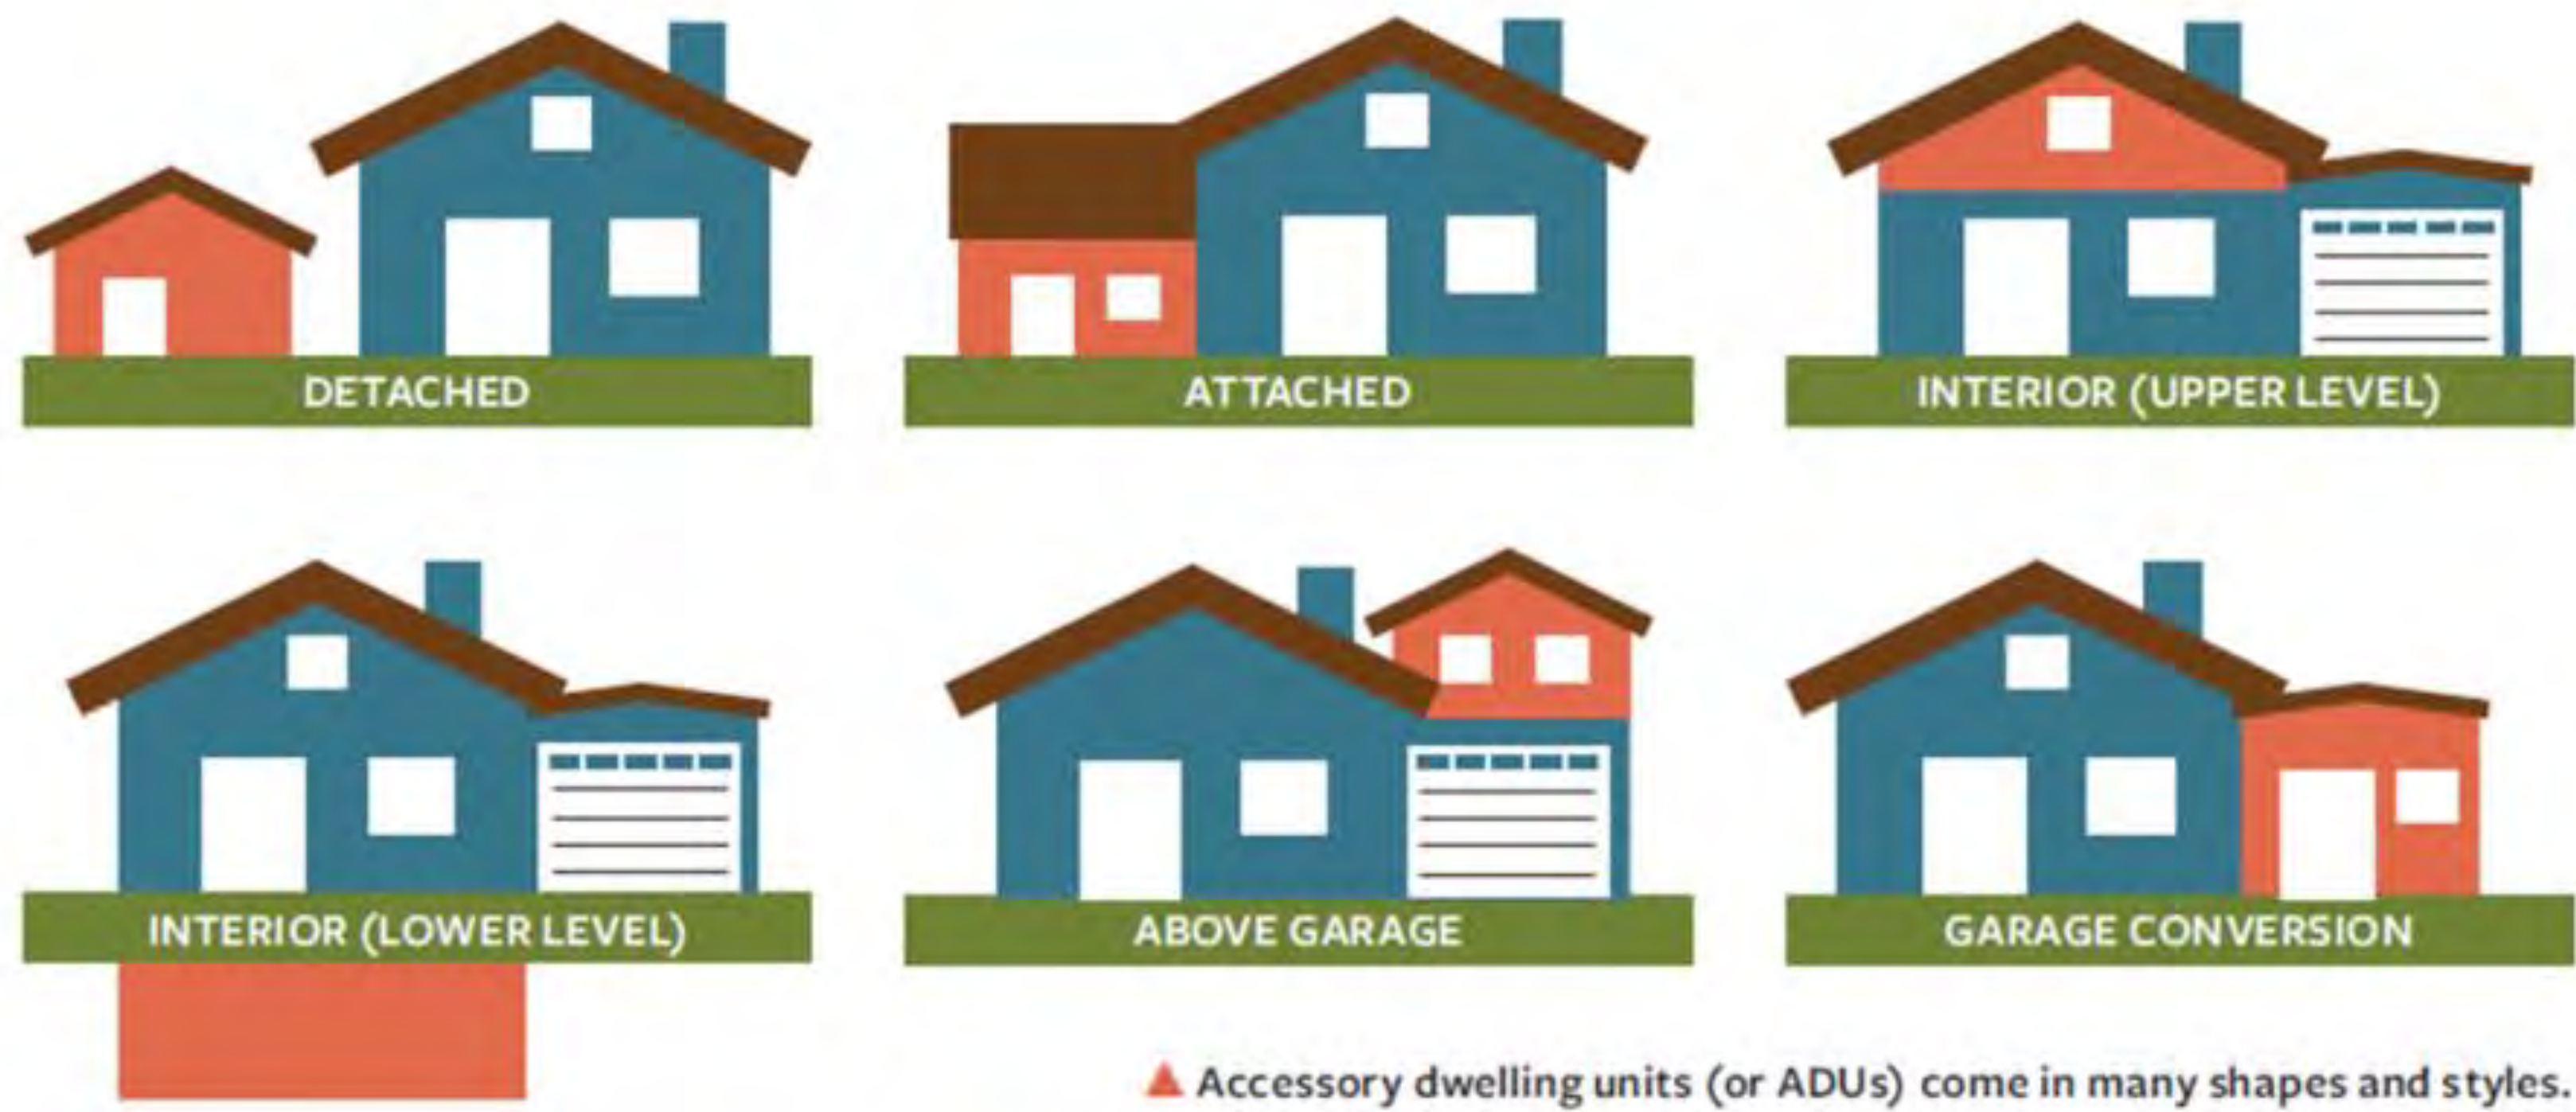 DETACHED
ATTACHED
INTERIOR (UPPER LEVEL)
INTERIOR (LOWER LEVEL)
ABOVE GARAGE
GARAGE CONVERSION
Accessory dwelling units (or ADUs) come in many shapes and styles.